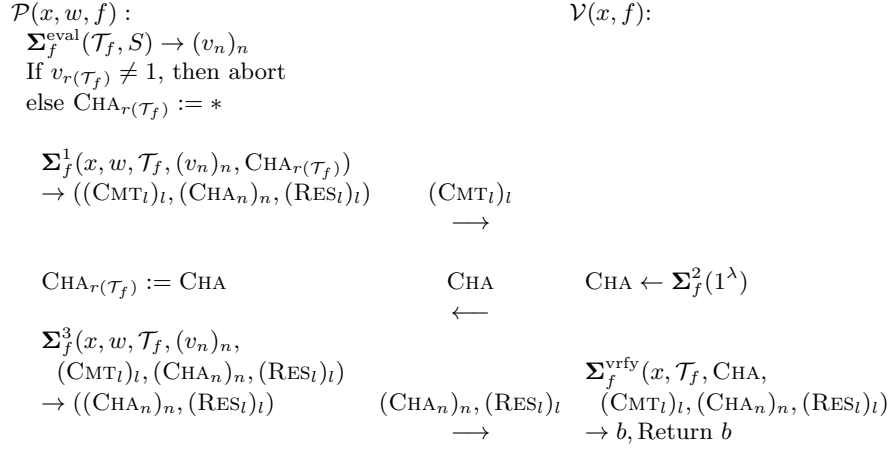 𝒫(x, w, f) : 𝒱(x, f):
Σ_f^eval(𝒯_f, S) → (v_n)_n
If v_{r(𝒯_f)} ≠ 1, then abort
else CHA_{r(𝒯_f)} := ∗
Σ_f^1(x, w, 𝒯_f, (v_n)_n, CHA_{r(𝒯_f)})
→ ((CMT_l)_l, (CHA_n)_n, (RES_l)_l) (CMT_l)_l
⟶
CHA_{r(𝒯_f)} := CHA CHA CHA ← Σ_f^2(1^λ)
⟵
Σ_f^3(x, w, 𝒯_f, (v_n)_n,
(CMT_l)_l, (CHA_n)_n, (RES_l)_l) Σ_f^vrfy(x, 𝒯_f, CHA,
→ ((CHA_n)_n, (RES_l)_l) (CHA_n)_n, (RES_l)_l (CMT_l)_l, (CHA_n)_n, (RES_l)_l)
⟶ → b, Return b